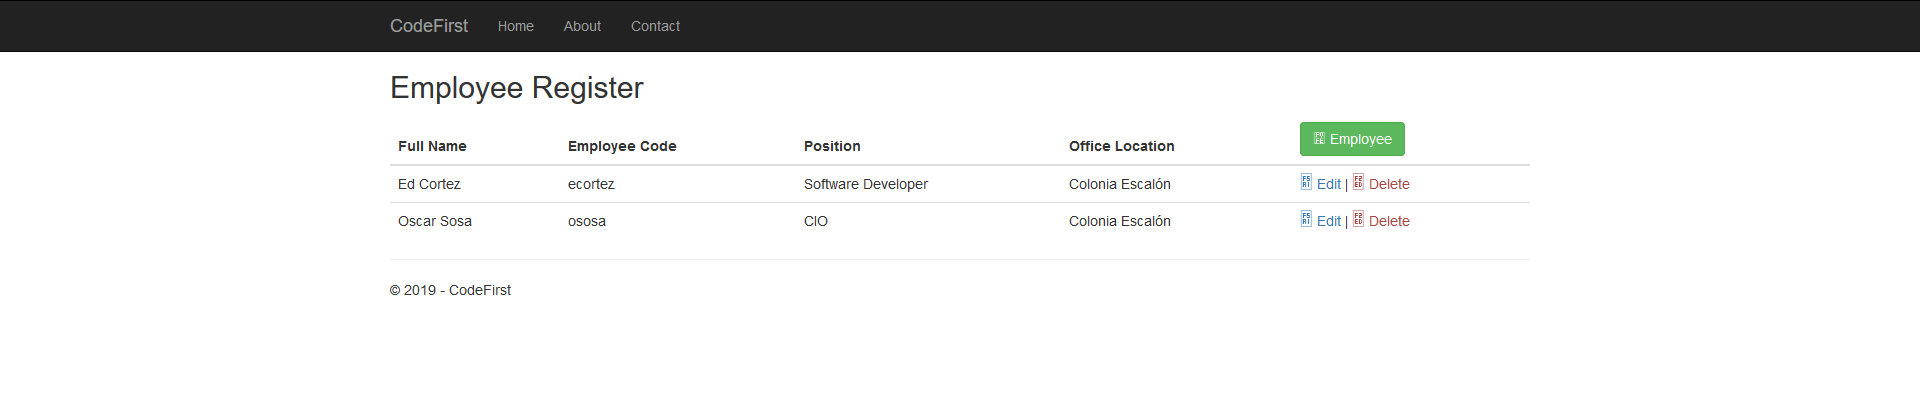 CodeFirst Home About Contact
Employee Register
Full Name Employee Code Position Office Location Employee
Ed Cortez ecortez Software Developer Colonia Escalón Edit | Delete
Oscar Sosa ososa CIO Colonia Escalón Edit | Delete
© 2019 - CodeFirst